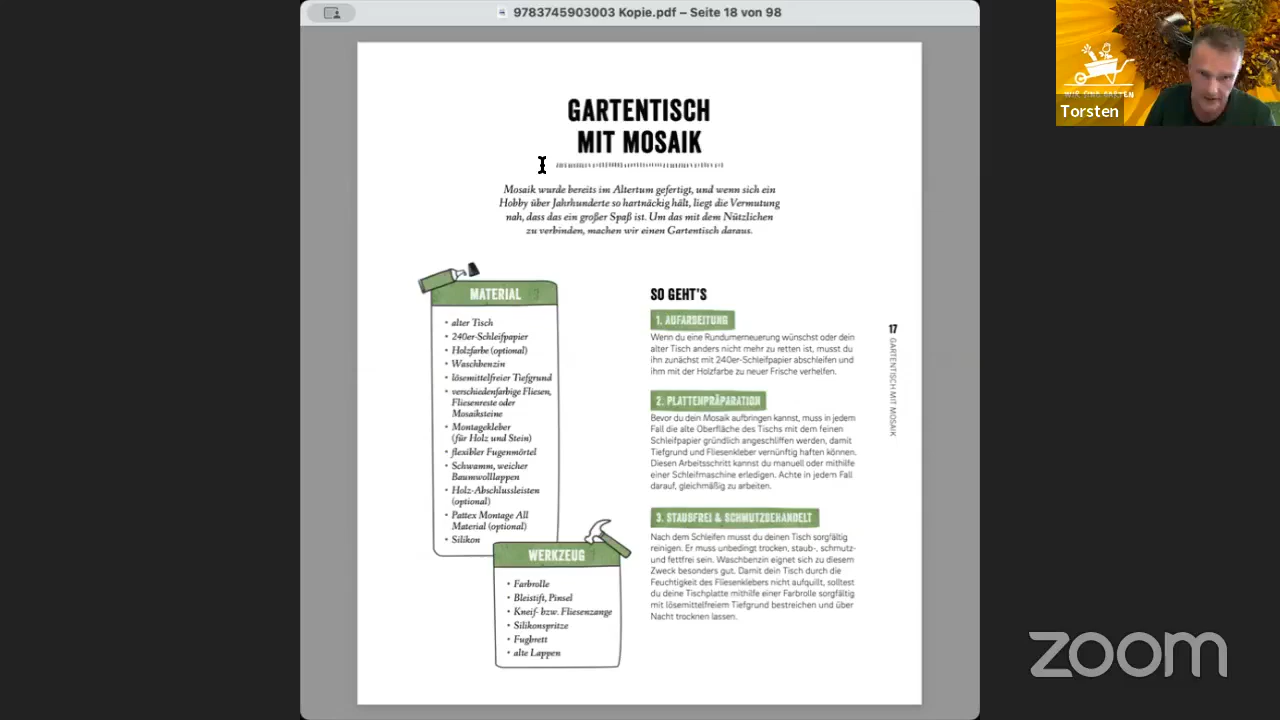 9783745903003 Kopie.pdf – Seite 18 von 98
WIR SIND GARTEN
Torsten
GARTENTISCH
MIT MOSAIK
Mosaik wurde bereits im Altertum gefertigt, und wenn sich ein
Hobby über Jahrhunderte so hartnäckig hält, liegt die Vermutung
nah, dass das ein großer Spaß ist. Um das mit dem Nützlichen
zu verbinden, machen wir einen Gartentisch daraus.
MATERIAL
• alter Tisch
• 240er-Schleifpapier
• Holzfarbe (optional)
• Waschbenzin
• lösemittelfreier Tiefgrund
• verschiedenfarbige Fliesen,
Fliesenreste oder
Mosaiksteine
• Montagekleber
(für Holz und Stein)
• flexibler Fugenmörtel
• Schwamm, weicher
Baumwolllappen
• Holz-Abschlussleisten
(optional)
• Pattex Montage All
Material (optional)
• Silikon
WERKZEUG
• Farbrolle
• Bleistift, Pinsel
• Kneif- bzw. Fliesenzange
• Silikonspritze
• Fugbrett
• alte Lappen
SO GEHT'S
1. AUFARBEITUNG
Wenn du eine Rundumerneuerung wünschst oder dein
alter Tisch anders nicht mehr zu retten ist, musst du
ihn zunächst mit 240er-Schleifpapier abschleifen und
ihm mit der Holzfarbe zu neuer Frische verhelfen.
2. PLATTENPRÄPARATION
Bevor du dein Mosaik aufbringen kannst, muss in jedem
Fall die alte Oberfläche des Tischs mit dem feinen
Schleifpapier gründlich angeschliffen werden, damit
Tiefgrund und Fliesenkleber vernünftig haften können.
Diesen Arbeitsschritt kannst du manuell oder mithilfe
einer Schleifmaschine erledigen. Achte in jedem Fall
darauf, gleichmäßig zu arbeiten.
3. STAUBFREI & SCHMUTZBEHANDELT
Nach dem Schleifen musst du deinen Tisch sorgfältig
reinigen. Er muss unbedingt trocken, staub-, schmutz-
und fettfrei sein. Waschbenzin eignet sich zu diesem
Zweck besonders gut. Damit dein Tisch durch die
Feuchtigkeit des Fliesenklebers nicht aufquillt, solltest
du deine Tischplatte mithilfe einer Farbrolle sorgfältig
mit lösemittelfreiem Tiefgrund bestreichen und über
Nacht trocknen lassen.
17
GARTENTISCH MIT MOSAIK
zoom